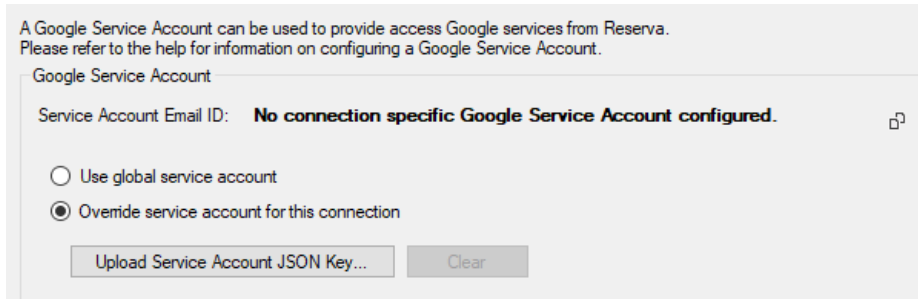 A Google Service Account can be used to provide access Google services from Reserva.
Please refer to the help for information on configuring a Google Service Account.
Google Service Account
Service Account Email ID: No connection specific Google Service Account configured.
Use global service account
Override service account for this connection
Upload Service Account JSON Key...
Clear